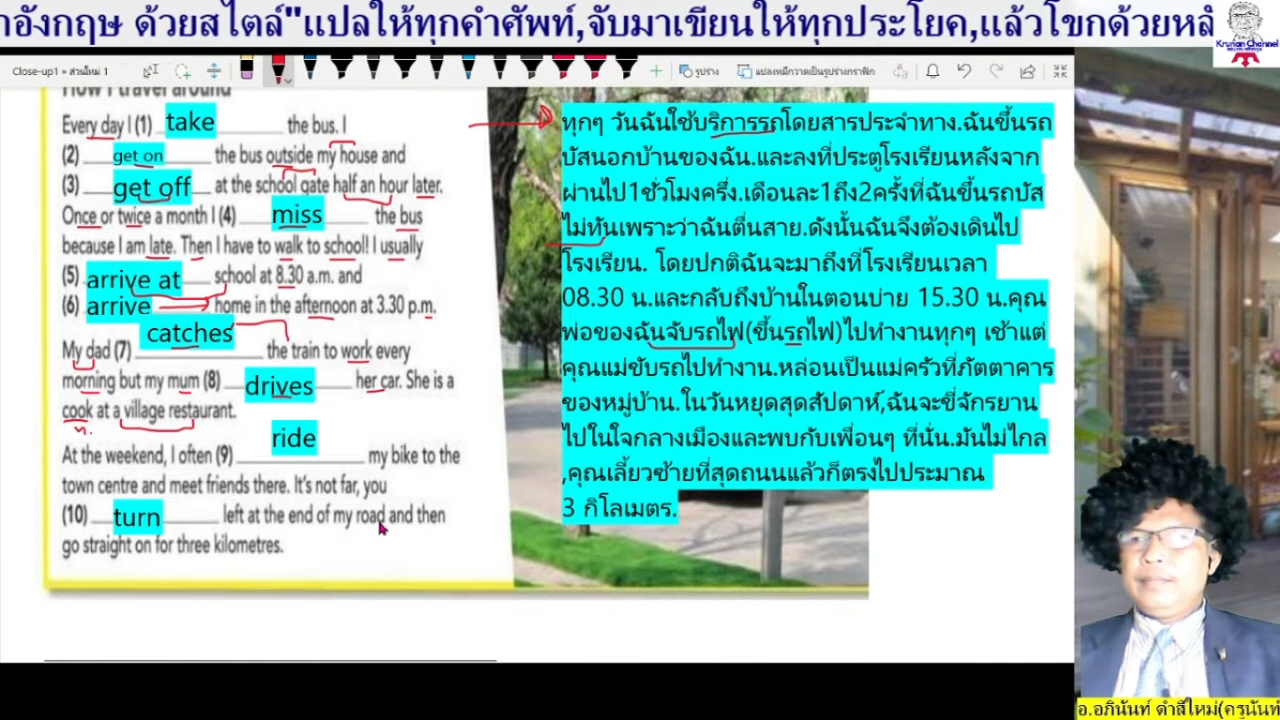 าอังกฤษ ด้วยสไตล์"แปลให้ทุกคำศัพท์,จับมาเขียนให้ทุกประโยค,แล้วโขกด้วยหลั
Krunan Channel
Close-up1 » ส่วนใหม่ 1
รูปร่าง
แปลงหมึกวาดเป็นรูปร่างกราฟิก
How I travel around
Every day I (1) take the bus. I
(2) get on the bus outside my house and
(3) get off at the school gate half an hour later.
Once or twice a month I (4) miss the bus
because I am late. Then I have to walk to school! I usually
(5) arrive at school at 8.30 a.m. and
(6) arrive home in the afternoon at 3.30 p.m.
catches
My dad (7) the train to work every
morning but my mum (8) drives her car. She is a
cook at a village restaurant.
n.
ride
At the weekend, I often (9) my bike to the
town centre and meet friends there. It's not far, you
(10) turn left at the end of my road and then
go straight on for three kilometres.
ทุกๆ วันฉันใช้บริการรถโดยสารประจำทาง.ฉันขึ้นรถ
บัสนอกบ้านของฉัน.และลงที่ประตูโรงเรียนหลังจาก
ผ่านไป1ชั่วโมงครึ่ง.เดือนละ1ถึง2ครั้งที่ฉันขึ้นรถบัส
ไม่ทันเพราะว่าฉันตื่นสาย.ดังนั้นฉันจึงต้องเดินไป
โรงเรียน. โดยปกติฉันจะมาถึงที่โรงเรียนเวลา
08.30 น.และกลับถึงบ้านในตอนบ่าย 15.30 น.คุณ
พ่อของฉันจับรถไฟ(ขึ้นรถไฟ)ไปทำงานทุกๆ เช้าแต่
คุณแม่ขับรถไปทำงาน.หล่อนเป็นแม่ครัวที่ภัตตาคาร
ของหมู่บ้าน.ในวันหยุดสุดสัปดาห์,ฉันจะขี่จักรยาน
ไปในใจกลางเมืองและพบกับเพื่อนๆ ที่นั่น.มันไม่ไกล
,คุณเลี้ยวซ้ายที่สุดถนนแล้วก็ตรงไปประมาณ
3 กิโลเมตร.
อ.อภินันท์ ดำสีใหม่(ครูนันท์